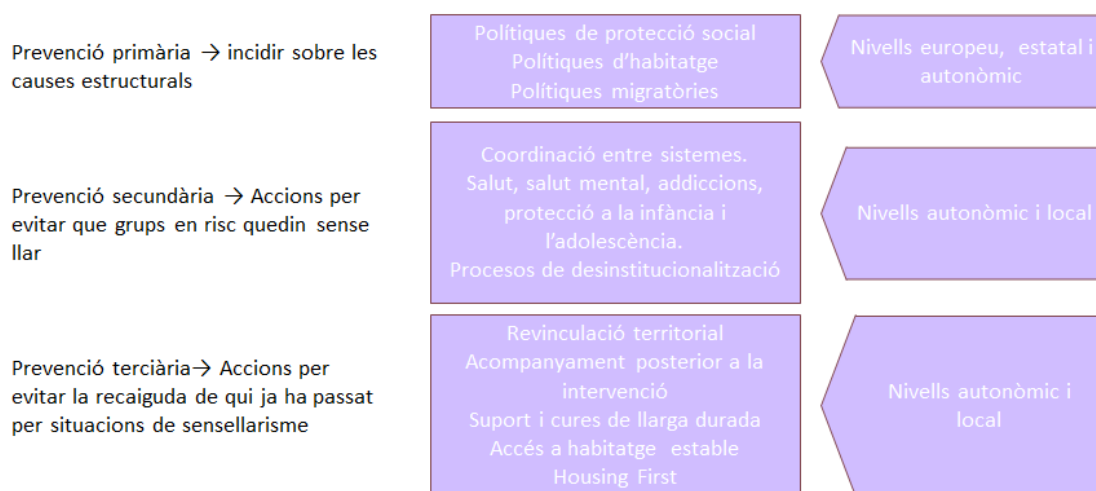 Prevenció primària → incidir sobre les
causes estructurals
Polítiques de protecció social
Polítiques d'habitatge
Polítiques migratòries
Nivells europeu, estatal i
autonòmic
Prevenció secundària → Accions per
evitar que grups en risc quedin sense
llar
Coordinació entre sistemes.
Salut, salut mental, addiccions,
protecció a la infància i
l'adolescència.
Procesos de desinstitucionalització
Nivells autonòmic i local
Prevenció terciària→ Accions per
evitar la recaiguda de qui ja ha passat
per situacions de sensellarisme
Revinculació territorial
Acompanyament posterior a la
intervenció
Suport i cures de llarga durada
Accés a habitatge estable
Housing First
Nivells autonòmic i
local